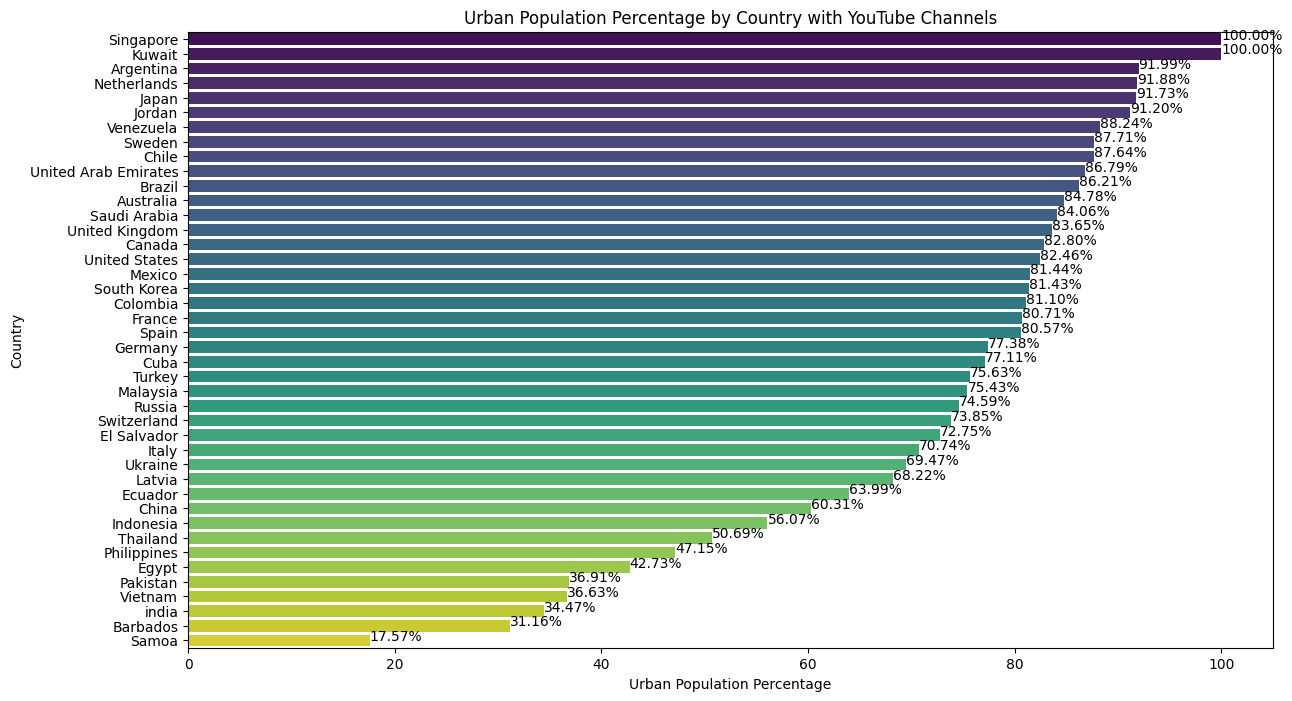 Urban Population Percentage by Country with YouTube Channels
Singapore 100.00%
Kuwait 100.00%
Argentina 91.99%
Netherlands 91.88%
Japan 91.73%
Jordan 91.20%
Venezuela 88.24%
Sweden 87.71%
Chile 87.64%
United Arab Emirates 86.79%
Brazil 86.21%
Australia 84.78%
Saudi Arabia 84.06%
United Kingdom 83.65%
Canada 82.80%
United States 82.46%
Mexico 81.44%
South Korea 81.43%
Colombia 81.10%
France 80.71%
Spain 80.57%
Germany 77.38%
Cuba 77.11%
Turkey 75.63%
Malaysia 75.43%
Russia 74.59%
Switzerland 73.85%
El Salvador 72.75%
Italy 70.74%
Ukraine 69.47%
Latvia 68.22%
Ecuador 63.99%
China 60.31%
Indonesia 56.07%
Thailand 50.69%
Philippines 47.15%
Egypt 42.73%
Pakistan 36.91%
Vietnam 36.63%
india 34.47%
Barbados 31.16%
Samoa 17.57%
Country
0 20 40 60 80 100
Urban Population Percentage